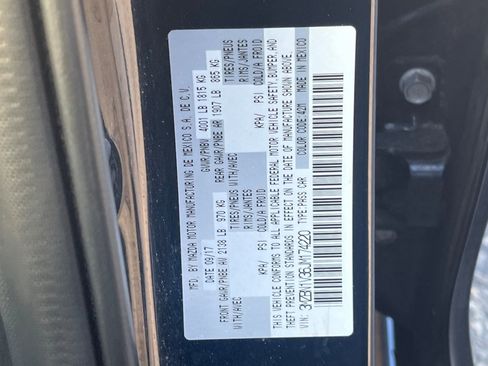 MFD. BY MAZDA MOTOR MANUFACTURING DE MEXICO S.A. DE C.V.
DATE 09/17 GVWR/PNBV 4001 LB 1815 KG
FRONT GAWR/PNBE AV 2138 LB 970 KG REAR GAWR/PNBE AR 1907 LB 865 KG
WITH/AVEC TIRES/PNEUS WITH/AVEC TIRES/PNEUS
RIMS/JANTES RIMS/JANTES
KPA/ PSI COLD/A FROID KPA/ PSI COLD/A FROID
THIS VEHICLE CONFORMS TO ALL APPLICABLE FEDERAL MOTOR VEHICLE SAFETY, BUMPER, AND
THEFT PREVENTION STANDARDS IN EFFECT ON THE DATE OF MANUFACTURE SHOWN ABOVE.
VIN: TYPE:PASS. CAR COLOR CODE:42M MADE IN MEXICO